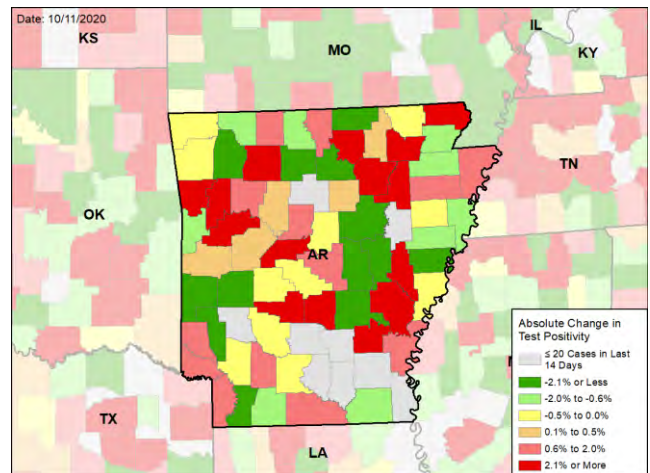 Date: 10/11/2020
KS
MO
IL
KY
TN
OK
AR
TX
LA
Absolute Change in
Test Positivity
≤ 20 Cases in Last
14 Days
-2.1% or Less
-2.0% to -0.6%
-0.5% to 0.0%
0.1% to 0.5%
0.6% to 2.0%
2.1% or More